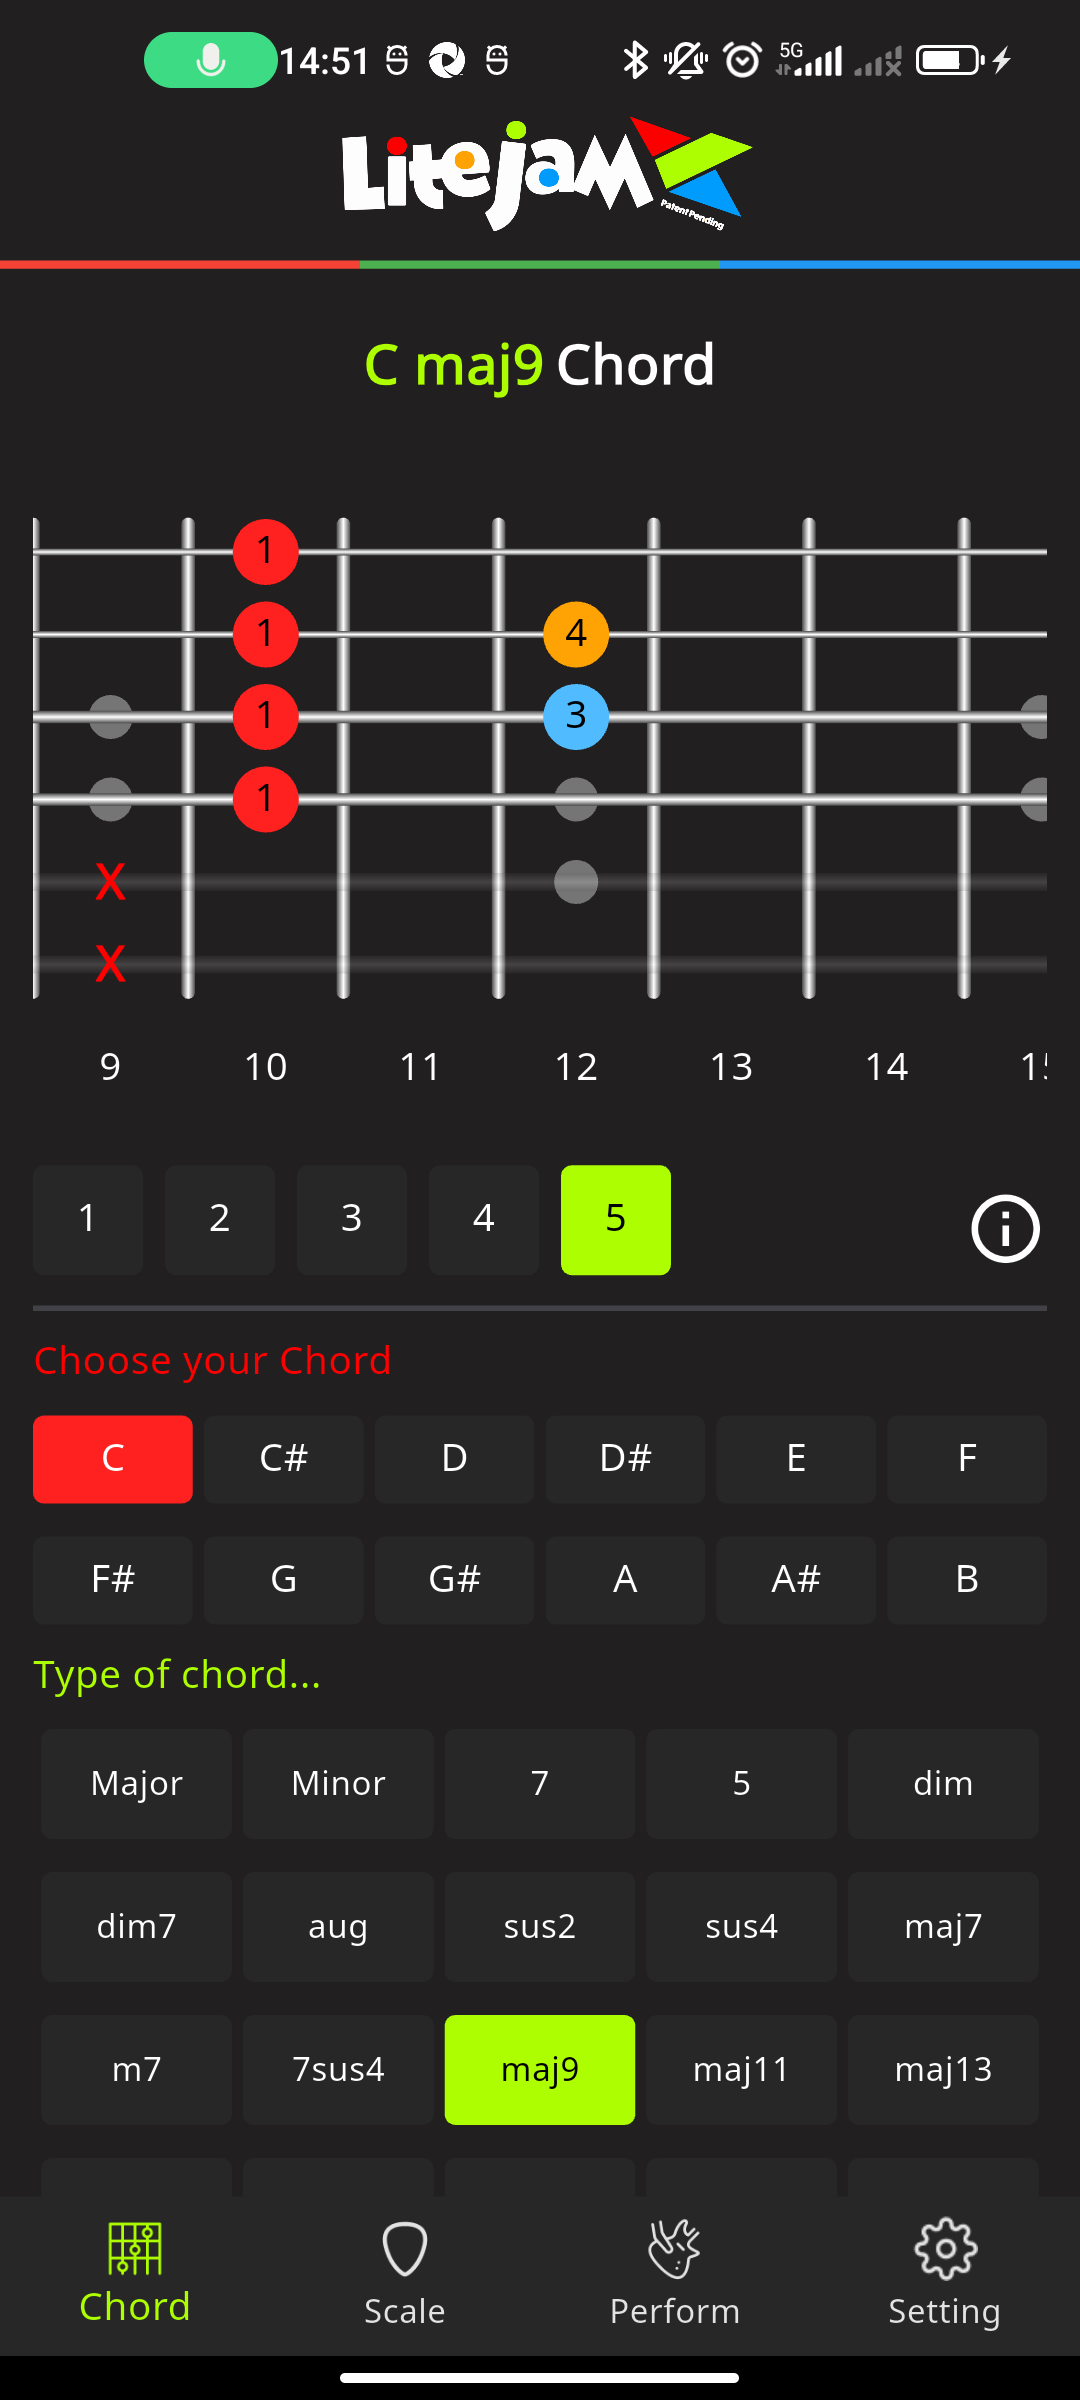 14:51
5G
Litejam
Patent Pending
C maj9 Chord
1
1 4
1 3
1
X
X
9 10 11 12 13 14 15
1 2 3 4 5
Choose your Chord
C C# D D# E F
F# G G# A A# B
Type of chord...
Major Minor 7 5 dim
dim7 aug sus2 sus4 maj7
m7 7sus4 maj9 maj11 maj13
Chord Scale Perform Setting